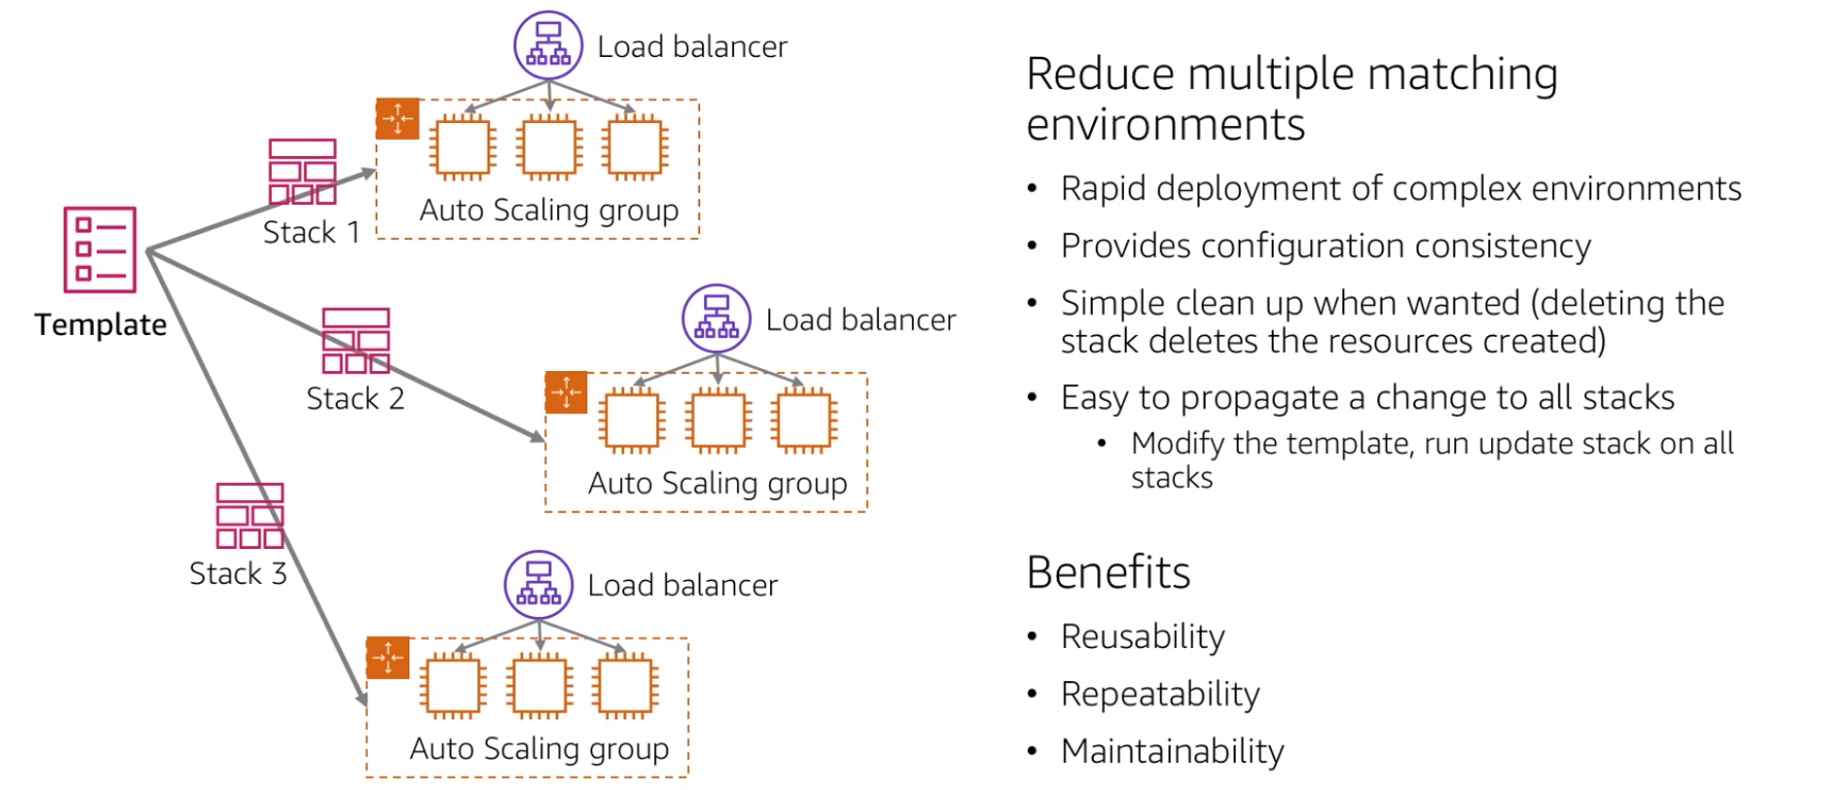 Load balancer
Auto Scaling group
Stack 1
Template
Load balancer
Stack 2
Auto Scaling group
Stack 3
Load balancer
Auto Scaling group
Reduce multiple matching
environments
• Rapid deployment of complex environments
• Provides configuration consistency
• Simple clean up when wanted (deleting the
stack deletes the resources created)
• Easy to propagate a change to all stacks
• Modify the template, run update stack on all
stacks
Benefits
• Reusability
• Repeatability
• Maintainability